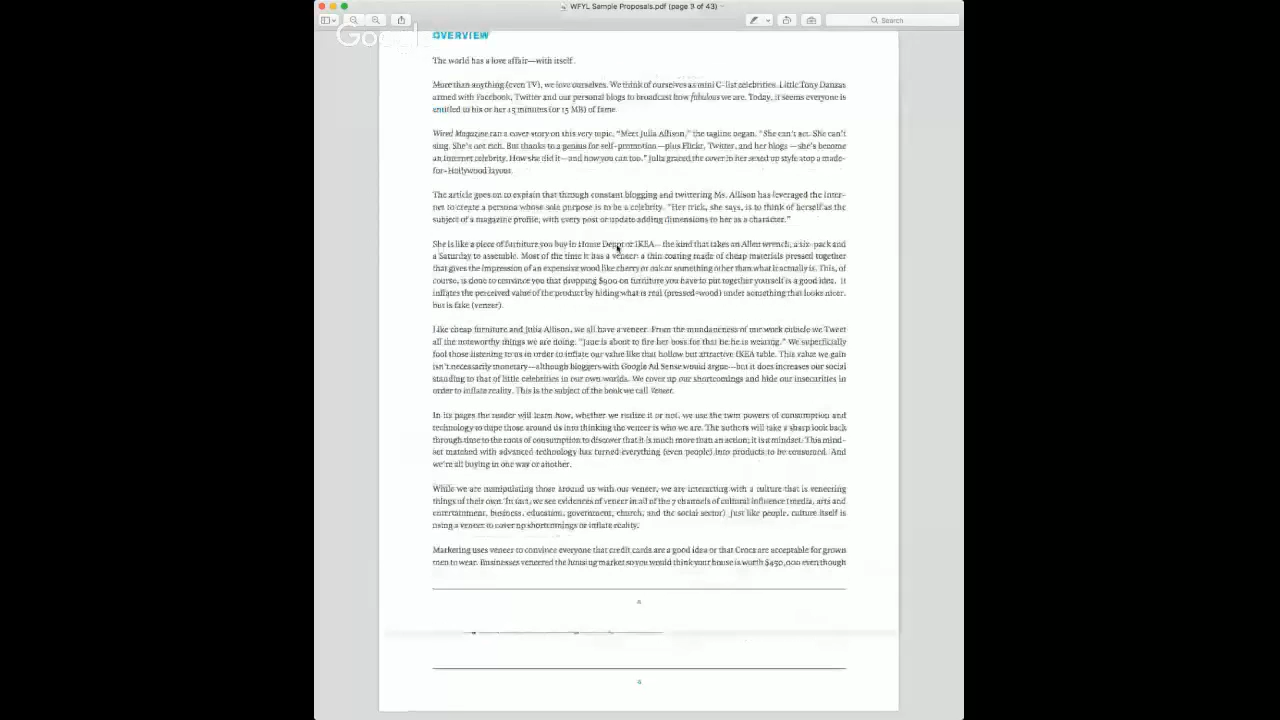 WFYL Sample Proposals.pdf (page 9 of 43)
Search
OVERVIEW
The world has a love affair—with itself.
More than anything (even TV), we love ourselves. We think of ourselves as mini C-list celebrities. Little Tony Danzas
armed with Facebook, Twitter and our personal blogs to broadcast how fabulous we are. Today, it seems everyone is
entitled to his or her 15 minutes (or 15 MB) of fame.
Wired Magazine ran a cover story on this very topic. "Meet Julia Allison," the tagline began. "She can't act. She can't
sing. She's not rich. But thanks to a genius for self-promotion—plus Flickr, Twitter, and her blogs —she's become
an Internet celebrity. How she did it—and how you can too." Julia graced the cover in her sexed up style atop a made-
for-Hollywood layout.
The article goes on to explain that through constant blogging and twittering Ms. Allison has leveraged the Inter-
net to create a persona whose sole purpose is to be a celebrity. "Her trick, she says, is to think of herself as the
subject of a magazine profile, with every post or update adding dimensions to her as a character."
She is like a piece of furniture you buy in Home Depot or IKEA—the kind that takes an Allen wrench, a six-pack and
a Saturday to assemble. Most of the time it has a veneer: a thin coating made of cheap materials pressed together
that gives the impression of an expensive wood like cherry or oak or something other than what it actually is. This, of
course, is done to convince you that dropping $900 on furniture you have to put together yourself is a good idea. It
inflates the perceived value of the product by hiding what is real (pressed-wood) under something that looks nicer,
but is fake (veneer).
Like cheap furniture and Julia Allison, we all have a veneer. From the mundaneness of our work cubicle we Tweet
all the noteworthy things we are doing. "Jane is about to fire her boss for that tie he is wearing." We superficially
fool those listening to us in order to inflate our value like that hollow but attractive IKEA table. This value we gain
isn't necessarily monetary—although bloggers with Google Ad Sense would argue—but it does increases our social
standing to that of little celebrities in our own worlds. We cover up our shortcomings and hide our insecurities in
order to inflate reality. This is the subject of the book we call Veneer.
In its pages the reader will learn how, whether we realize it or not, we use the twin powers of consumption and
technology to dupe those around us into thinking the veneer is who we are. The authors will take a sharp look back
through time to the roots of consumption to discover that it is much more than an action; it is a mindset. This mind-
set matched with advanced technology has turned everything (even people) into products to be consumed. And
we're all buying in one way or another.
While we are manipulating those around us with our veneer, we are interacting with a culture that is veneering
things of their own. In fact, we see evidences of veneer in all of the 7 channels of cultural influence (media, arts and
entertainment, business, education, government, church, and the social sector). Just like people, culture itself is
using a veneer to cover up shortcomings or inflate reality.
Marketing uses veneer to convince everyone that credit cards are a good idea or that Crocs are acceptable for grown
men to wear. Businesses veneered the housing market so you would think your house is worth $450,000 even though